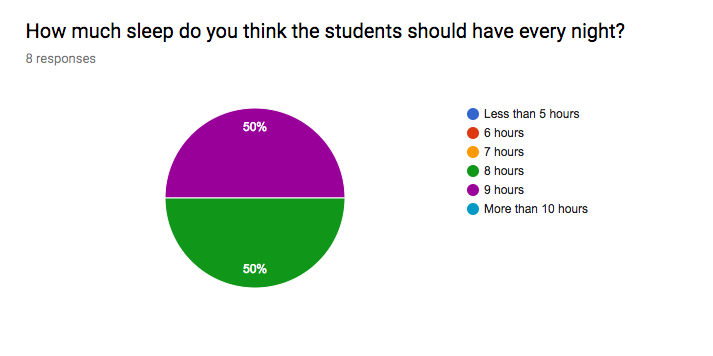 How much sleep do you think the students should have every night?
8 responses
50%
50%
Less than 5 hours
6 hours
7 hours
8 hours
9 hours
More than 10 hours